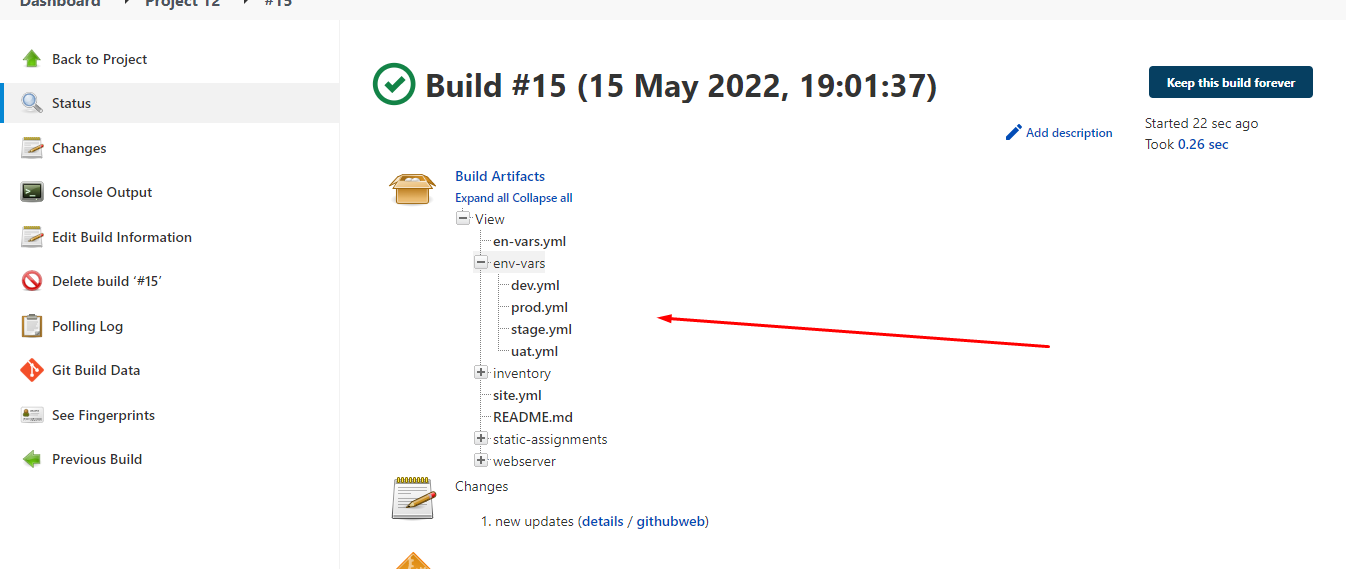 Dashboard Project 12 #15
Back to Project
Status
Changes
Console Output
Edit Build Information
Delete build ‘#15’
Polling Log
Git Build Data
See Fingerprints
Previous Build
Build #15 (15 May 2022, 19:01:37)
Keep this build forever
Add description
Started 22 sec ago
Took 0.26 sec
Build Artifacts
Expand all Collapse all
View
en-vars.yml
env-vars
dev.yml
prod.yml
stage.yml
uat.yml
inventory
site.yml
README.md
static-assignments
webserver
Changes
1. new updates (details / githubweb)